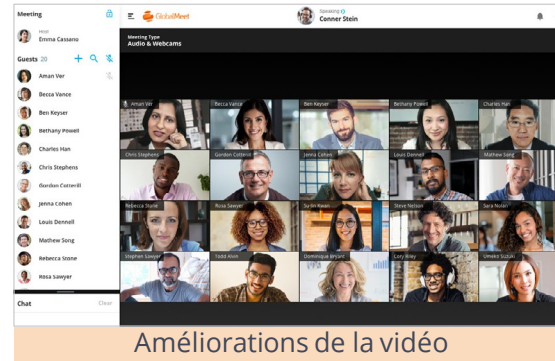 Meeting
Host
Emma Cassano
Guests 20
Aman Ver
Becca Vance
Ben Keyser
Bethany Powell
Charles Han
Chris Stephens
Gordon Cotterill
Jenna Cohen
Louis Dennell
Mathew Song
Rebecca Stone
Rosa Sawyer
Chat Clear
GlobalMeet
Speaking
Conner Stein
Meeting Type
Audio & Webcams
Aman Ver Becca Vance Ben Keyser Bethany Powell Charles Han
Chris Stephens Gordon Cotterill Jenna Cohen Louis Dennell Mathew Song
Rebecca Stone Rosa Sawyer Su-Jin Kwan Steve Nelson Sara Nolan
Stephen Sawyer Todd Alvin Dominique Bryant Cory Riley Umeko Suzuki
Améliorations de la vidéo